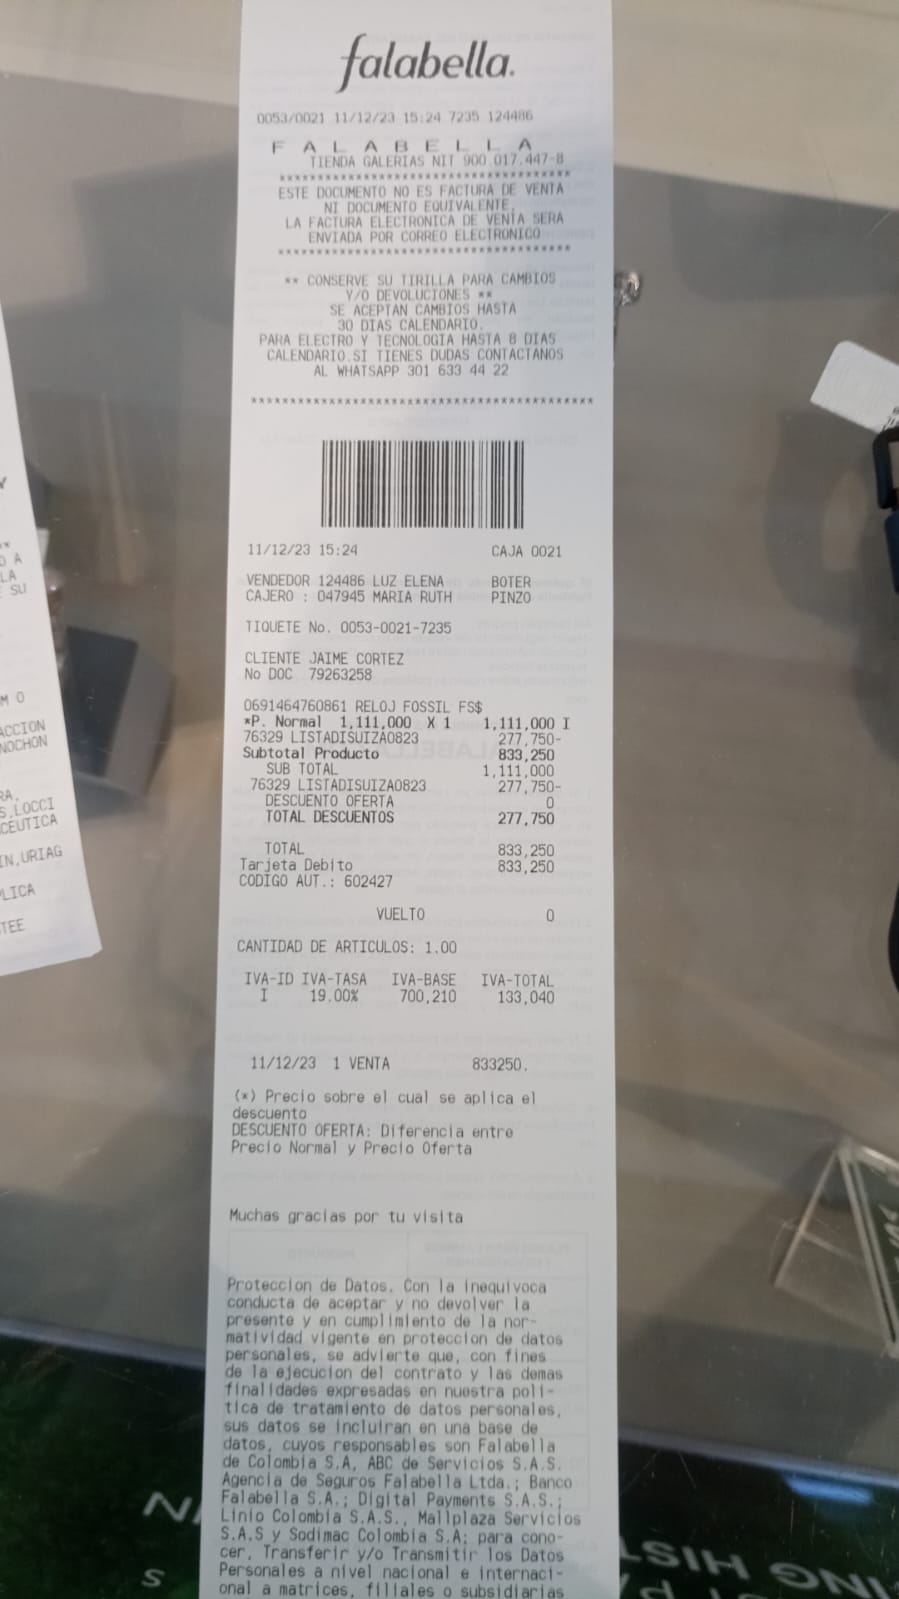 falabella.
0053/0021 11/12/23 15:24 7235 124486
F A L A B E L L A
TIENDA GALERIAS NIT 900.017.447-8
**************************************
ESTE DOCUMENTO NO ES FACTURA DE VENTA
NI DOCUMENTO EQUIVALENTE,
LA FACTURA ELECTRONICA DE VENTA SERA
ENVIADA POR CORREO ELECTRONICO
**************************************
** CONSERVE SU TIRILLA PARA CAMBIOS
Y/O DEVOLUCIONES **
SE ACEPTAN CAMBIOS HASTA
30 DIAS CALENDARIO.
PARA ELECTRO Y TECNOLOGIA HASTA 8 DIAS
CALENDARIO.SI TIENES DUDAS CONTACTANOS
AL WHATSAPP 301 633 44 22
********************************************
11/12/23 15:24 CAJA 0021
VENDEDOR 124486 LUZ ELENA BOTER
CAJERO : 047945 MARIA RUTH PINZO
TIQUETE No. 0053-0021-7235
CLIENTE JAIME CORTEZ
No DOC 79263258
0691464760861 RELOJ FOSSIL FS$
*P. Normal 1,111,000 X 1 1,111,000 I
76329 LISTADISUIZA0823 277,750-
Subtotal Producto 833,250
SUB TOTAL 1,111,000
76329 LISTADISUIZA0823 277,750-
DESCUENTO OFERTA 0
TOTAL DESCUENTOS 277,750
TOTAL 833,250
Tarjeta Debito 833,250
CODIGO AUT.: 602427
VUELTO 0
CANTIDAD DE ARTICULOS: 1.00
IVA-ID IVA-TASA IVA-BASE IVA-TOTAL
I 19.00% 700,210 133,040
11/12/23 1 VENTA 833250.
(*) Precio sobre el cual se aplica el
descuento
DESCUENTO OFERTA: Diferencia entre
Precio Normal y Precio Oferta
Muchas gracias por tu visita
Proteccion de Datos. Con la inequivoca
conducta de aceptar y no devolver la
presente y en cumplimiento de la nor-
matividad vigente en proteccion de datos
personales, se advierte que, con fines
de la ejecucion del contrato y las demas
finalidades expresadas en nuestra poli-
tica de tratamiento de datos personales,
sus datos se incluiran en una base de
datos, cuyos responsables son Falabella
de Colombia S.A, ABC de Servicios S.A.S.
Agencia de Seguros Falabella Ltda.; Banco
Falabella S.A.; Digital Payments S.A.S.;
Linio Colombia S.A.S., Mallplaza Servicios
S.A.S y Sodimac Colombia S.A; para cono-
cer, Transferir y/o Transmitir los Datos
Personales a nivel nacional e internaci-
onal a matrices, filiales o subsidiarias
ACCION
NOCHON
S,LOCCI
CEUTICA
IN,URIAG
LICA
TEE